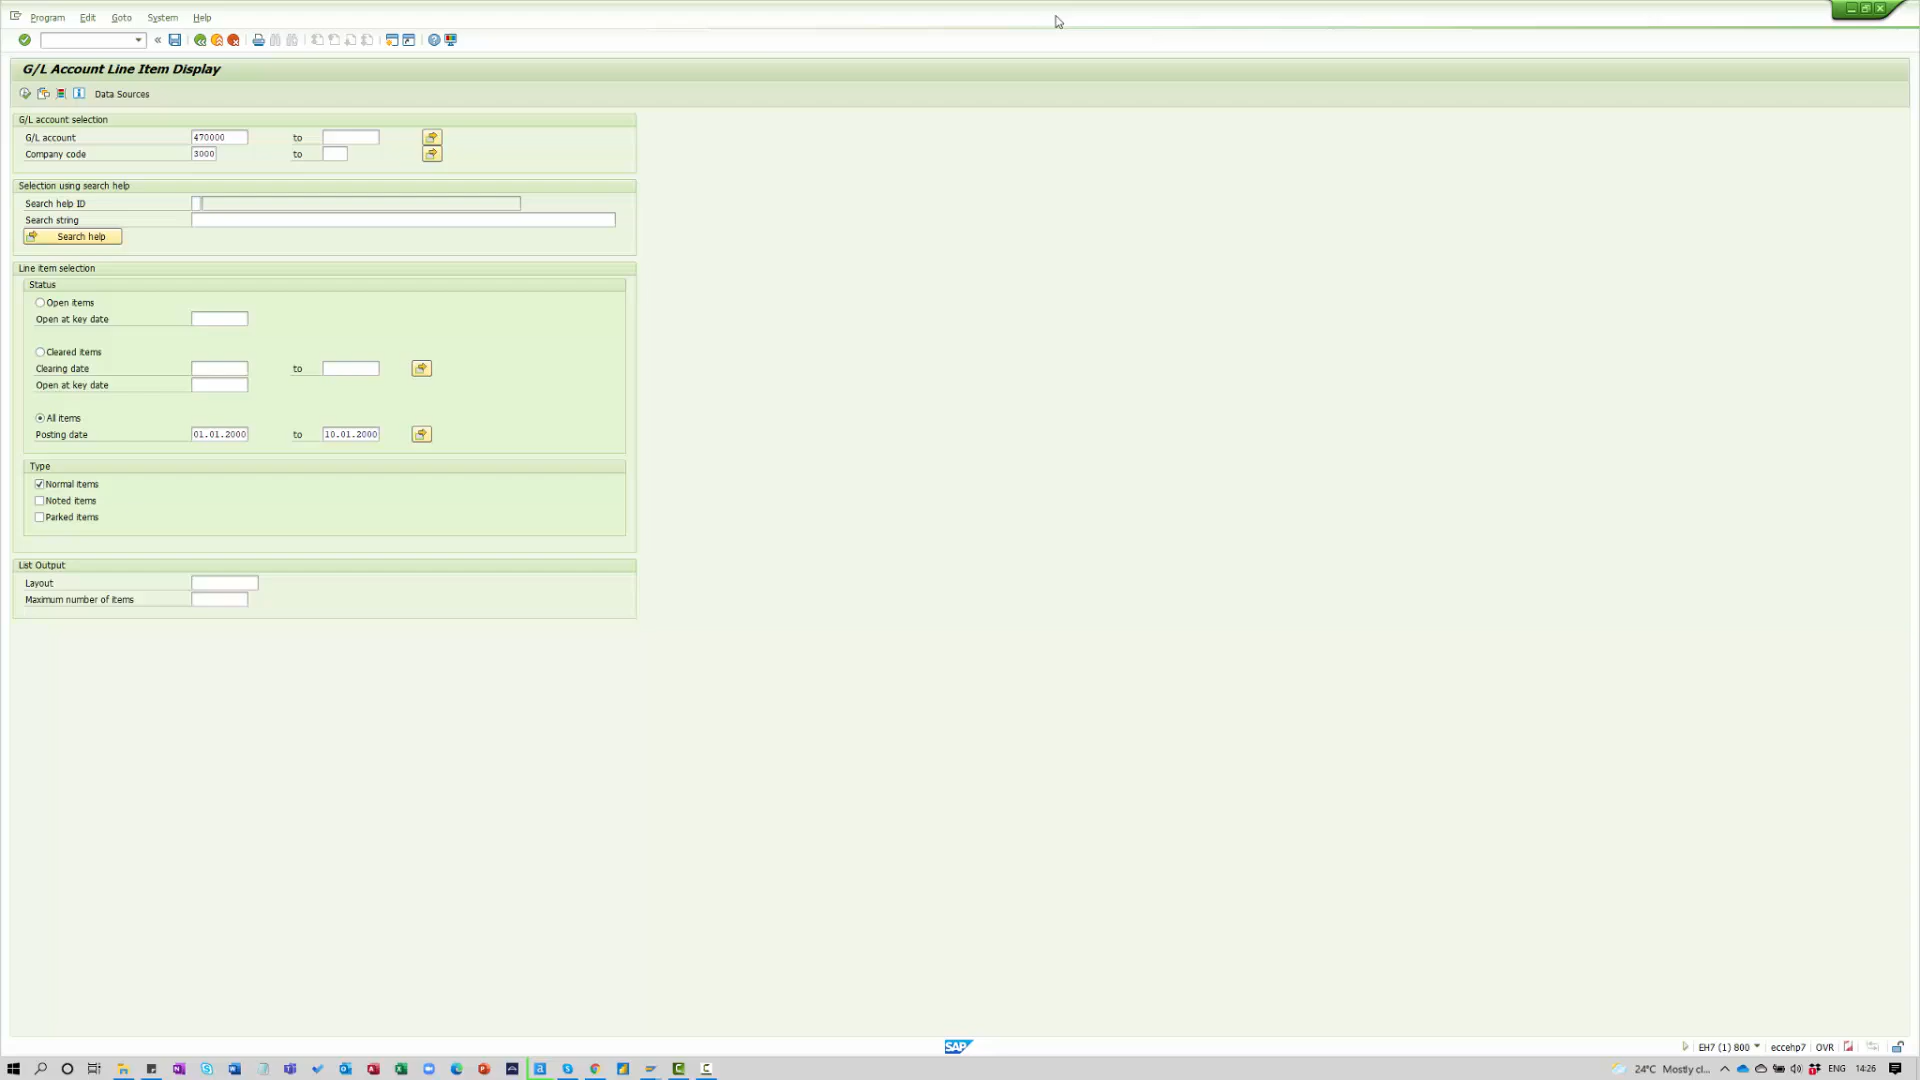 Program Edit Goto System Help
G/L Account Line Item Display
Data Sources
G/L account selection
G/L account 470000 to
Company code 3000 to
Selection using search help
Search help ID
Search string
Search help
Line item selection
Status
Open items
Open at key date
Cleared items
Clearing date to
Open at key date
All items
Posting date 01.01.2000 to 10.01.2000
Type
Normal items
Noted items
Parked items
List Output
Layout
Maximum number of items
SAP
EH7 (1) 800 eccehp7 OVR
24°C Mostly cl... ENG 14:26